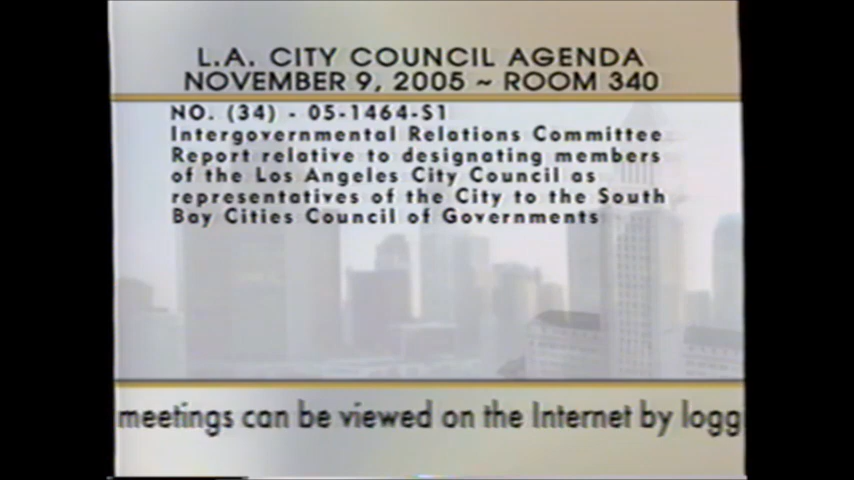 L.A. CITY COUNCIL AGENDA
NOVEMBER 9, 2005 ~ ROOM 340
NO. (34) - 05-1464-S1
Intergovernmental Relations Committee
Report relative to designating members
of the Los Angeles City Council as
representatives of the City to the South
Bay Cities Council of Governments
meetings can be viewed on the Internet by logg